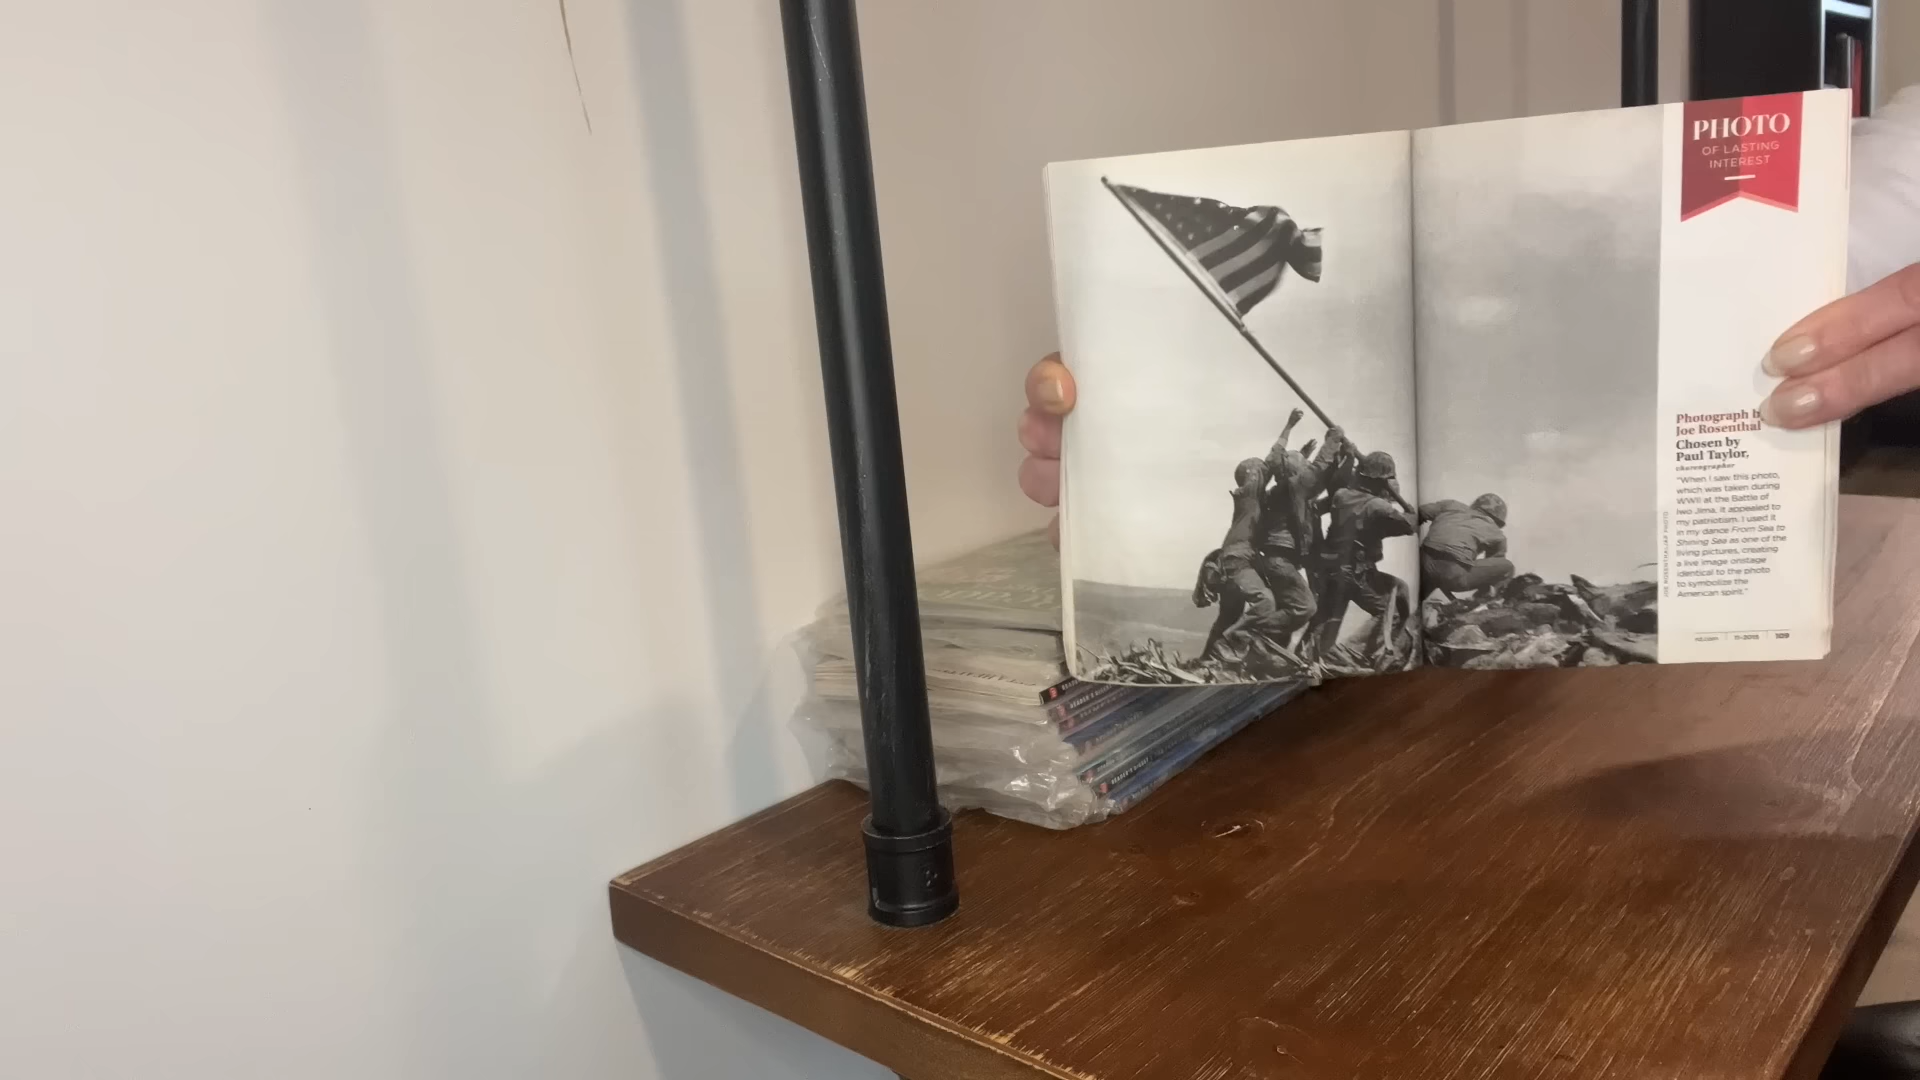 PHOTO
OF LASTING
INTEREST
Photograph b
Joe Rosenthal
Chosen by
Paul Taylor,
choreographer
"When I saw this photo,
which was taken during
WWII at the Battle of
Iwo Jima, it appealed to
my patriotism. I used it
in my dance From Sea to
Shining Sea as one of the
living pictures, creating
a live image onstage
identical to the photo
to symbolize the
American spirit."
JOE ROSENTHAL/AP PHOTO
rd.com 11•2015 109